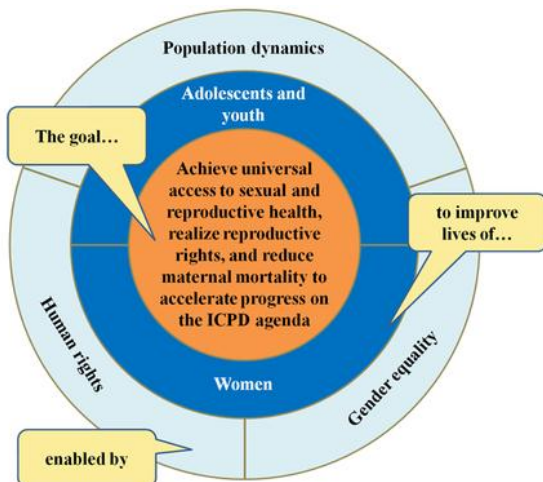 Population dynamics
Adolescents and
youth
The goal…
Achieve universal
access to sexual and
reproductive health,
realize reproductive
rights, and reduce
maternal mortality to
accelerate progress on
the ICPD agenda
to improve
lives of…
Human rights
Gender equality
Women
enabled by